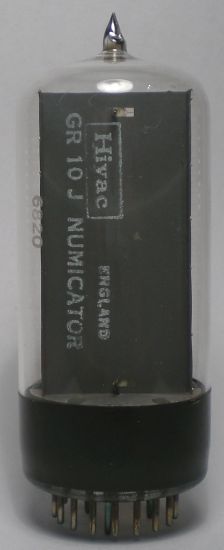 Hivac
ENGLAND
GR 10 J NUMICATOR
6820